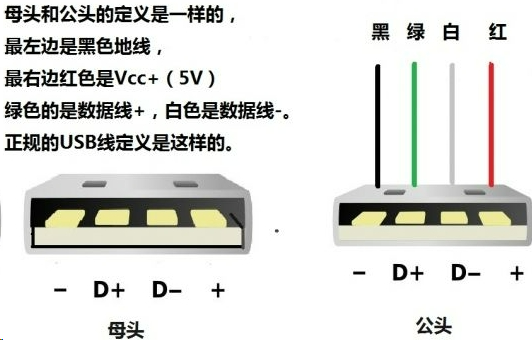 母头和公头的定义是一样的，
最左边是黑色地线，
最右边红色是Vcc+（5V）
绿色的是数据线+，白色是数据线-。
正规的USB线定义是这样的。
黑 绿 白 红
− D+ D− +
母头
− D+ D− +
公头